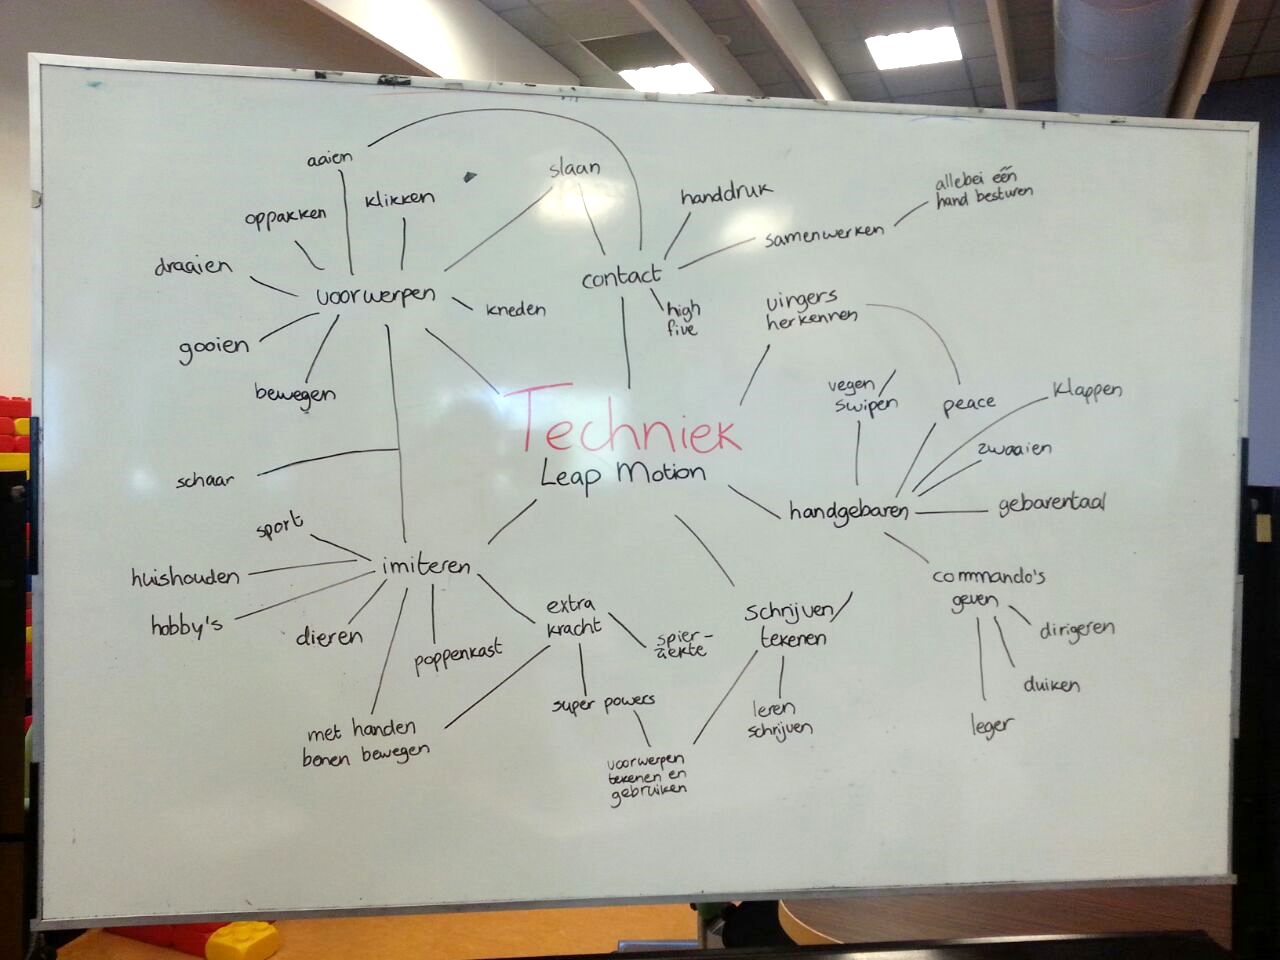 aaien
slaan
klikken
oppakken
draaien
voorwerpen
kneden
gooien
bewegen
contact
handdruk
samenwerken
allebei één
hand besturen
high
five
vingers
herkennen
Techniek
Leap Motion
vegen/
swipen
peace
klappen
zwaaien
handgebaren
gebarentaal
commando's
geven
dirigeren
duiken
leger
schaar
sport
huishouden
hobby's
imiteren
dieren
poppenkast
met handen
benen bewegen
extra
kracht
spier-
super powers
schrijven/
tekenen
leren
schrijven
voorwerpen
tekenen en
gebruiken